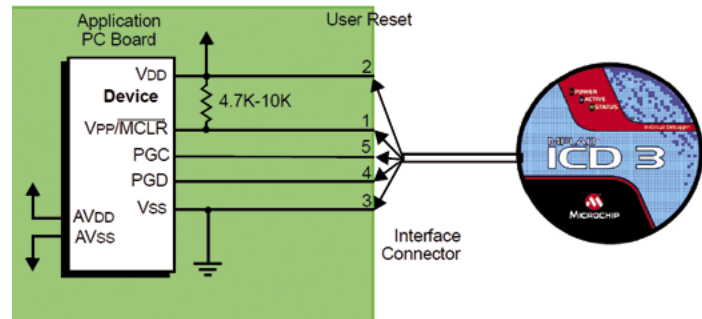 Application
PC Board
User Reset
VDD
2
Device
4.7K-10K
VPP/MCLR
1
PGC
5
PGD
4
VSS
3
AVDD
AVSS
Interface
Connector
POWER
ACTIVE
STATUS
In-Circuit Debugger
MPLAB
ICD 3
MICROCHIP